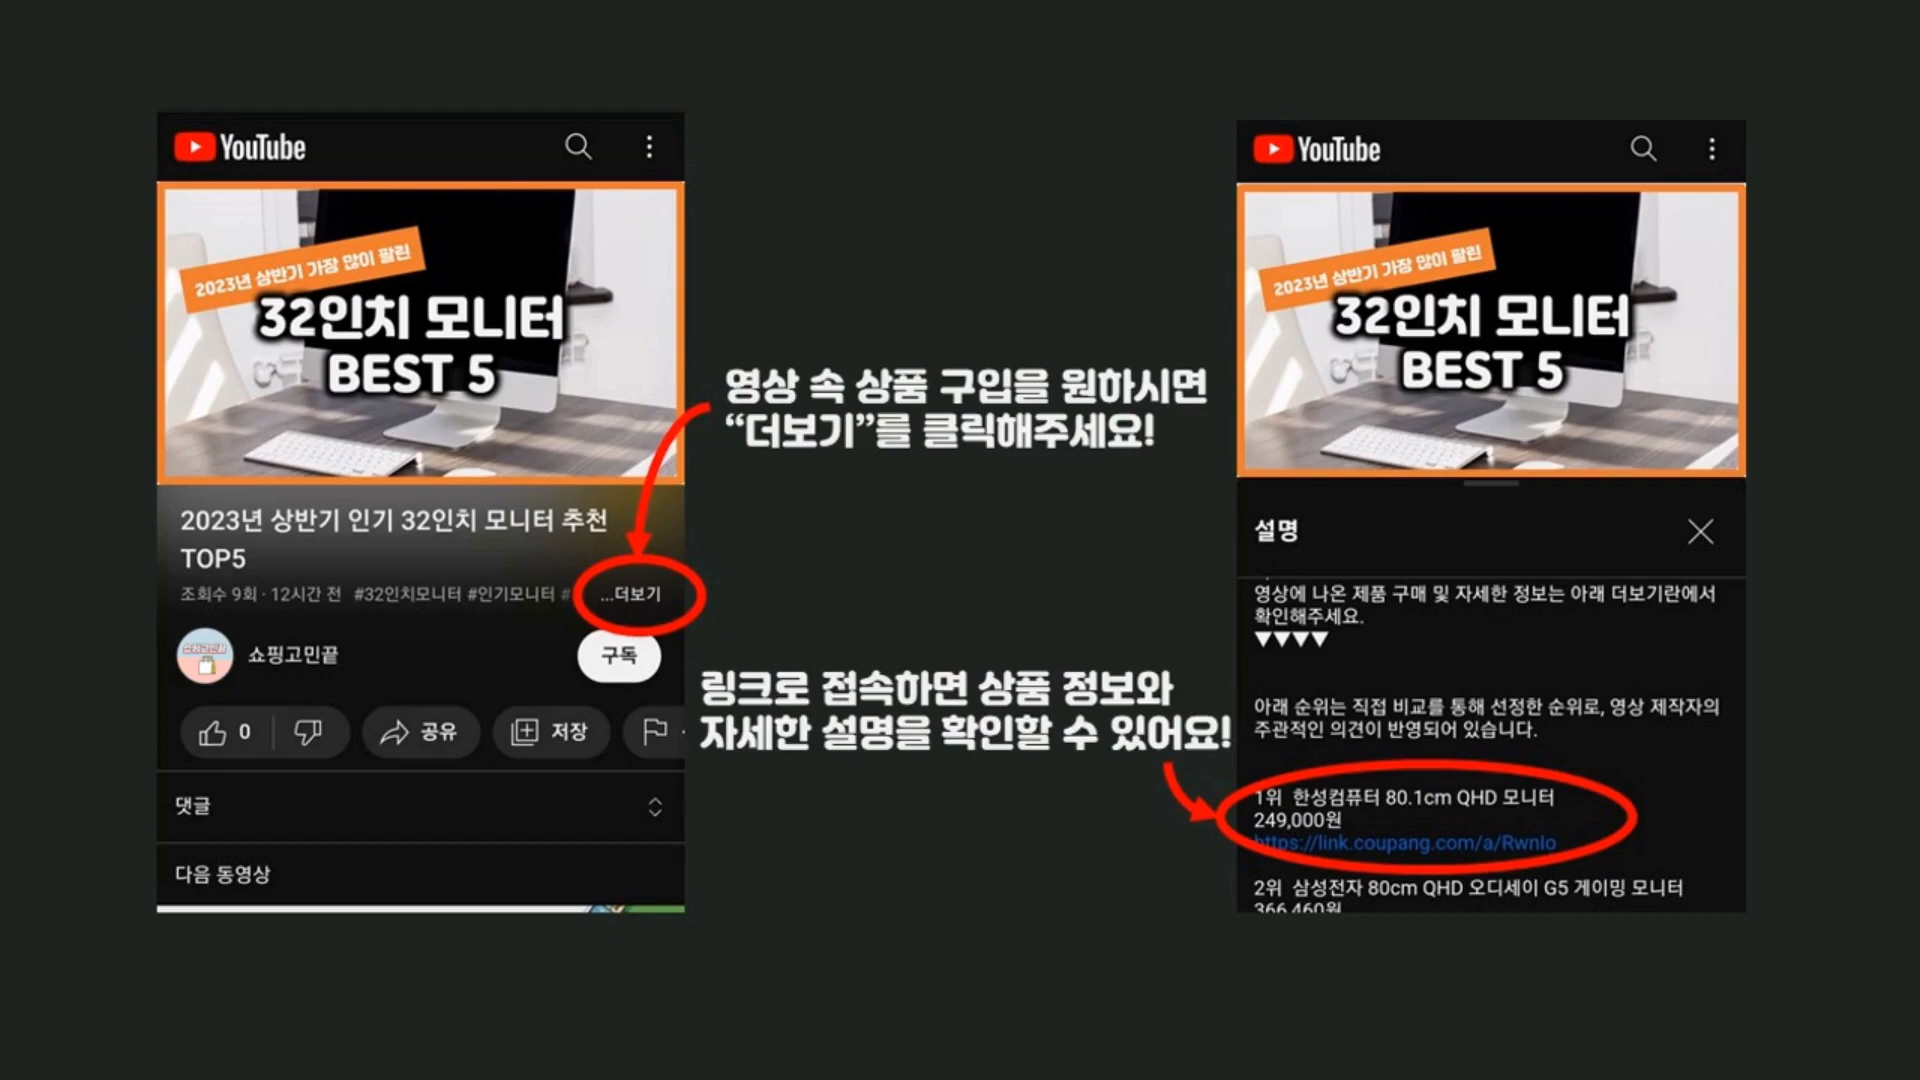 YouTube
2023년 상반기 가장 많이 팔린
32인치 모니터
BEST 5
2023년 상반기 인기 32인치 모니터 추천
TOP5
조회수 9회 · 12시간 전 #32인치모니터 #인기모니터 # ...더보기
쇼핑고민끝
쇼핑고민끝 구독
0 공유 저장
댓글
다음 동영상
영상 속 상품 구입을 원하시면
“더보기”를 클릭해주세요!
링크로 접속하면 상품 정보와
자세한 설명을 확인할 수 있어요!
YouTube
2023년 상반기 가장 많이 팔린
32인치 모니터
BEST 5
설명
영상에 나온 제품 구매 및 자세한 정보는 아래 더보기란에서
확인해주세요.
▼▼▼▼
아래 순위는 직접 비교를 통해 선정한 순위로, 영상 제작자의
주관적인 의견이 반영되어 있습니다.
1위 한성컴퓨터 80.1cm QHD 모니터
249,000원
https://link.coupang.com/a/RwnIo
2위 삼성전자 80cm QHD 오디세이 G5 게이밍 모니터
366,460원